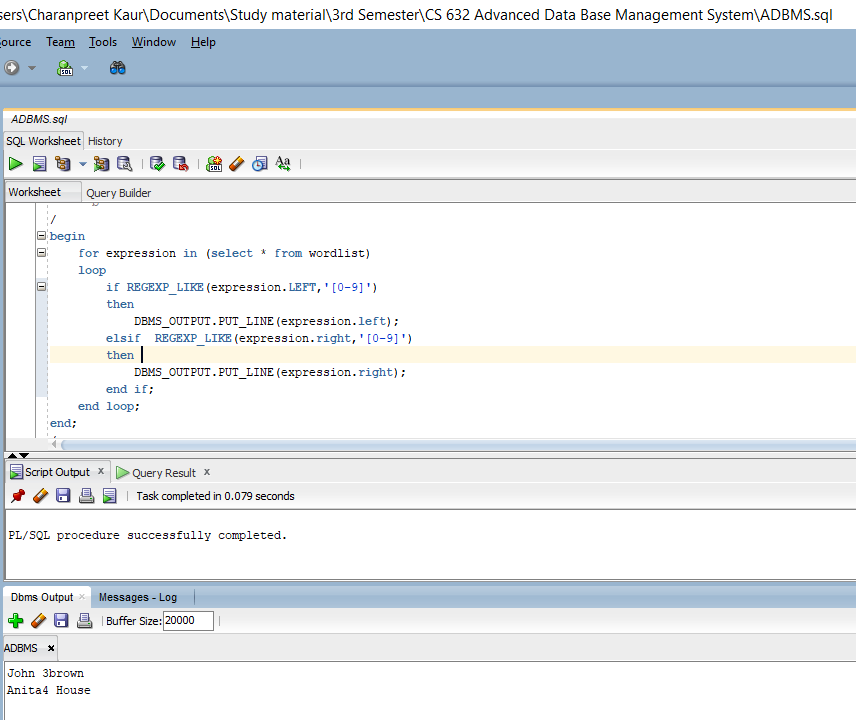 sers\Charanpreet Kaur\Documents\Study material\3rd Semester\CS 632 Advanced Data Base Management System\ADBMS.sql
ource Team Tools Window Help
ADBMS.sql
SQL Worksheet History
Worksheet Query Builder
/
begin
for expression in (select * from wordlist)
loop
if REGEXP_LIKE(expression.LEFT,'[0-9]')
then
DBMS_OUTPUT.PUT_LINE(expression.left);
elsif REGEXP_LIKE(expression.right,'[0-9]')
then
DBMS_OUTPUT.PUT_LINE(expression.right);
end if;
end loop;
end;
Script Output x Query Result x
Task completed in 0.079 seconds
PL/SQL procedure successfully completed.
Dbms Output x Messages - Log
Buffer Size: 20000
ADBMS x
John 3brown
Anita4 House